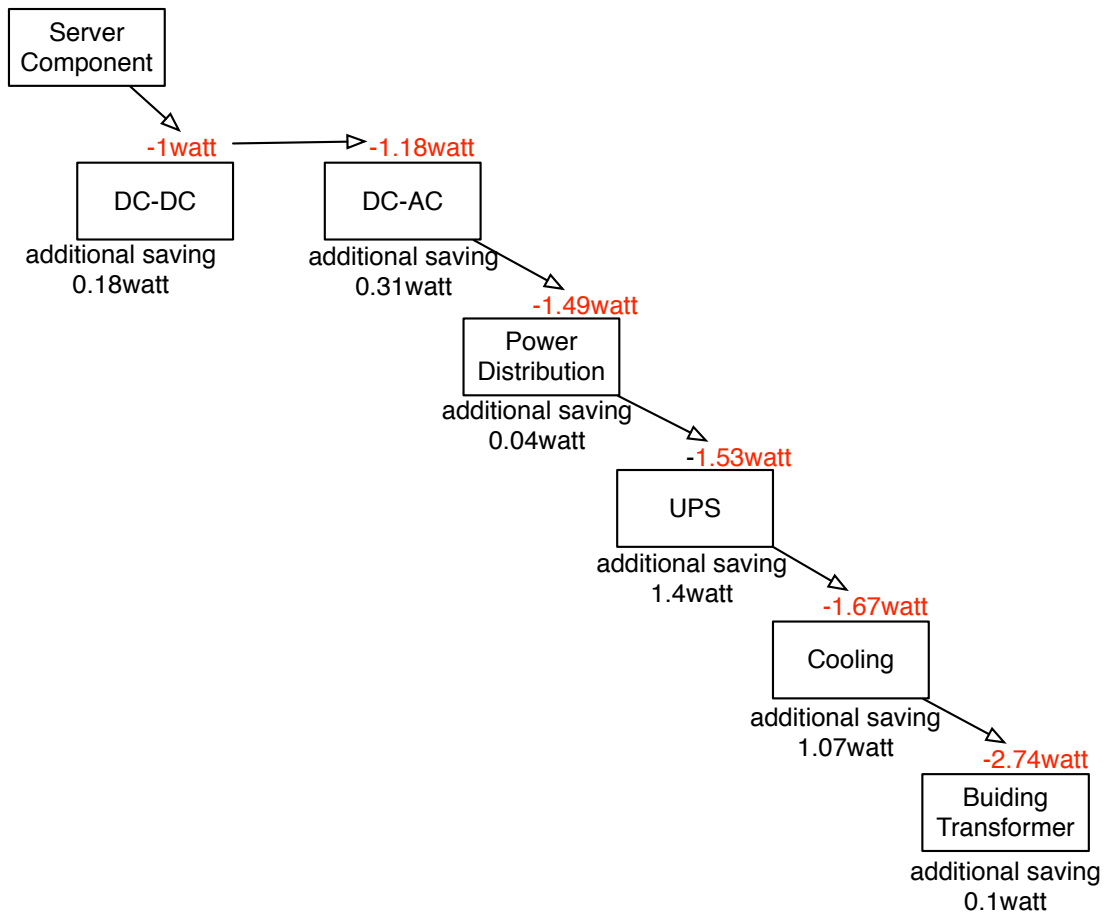 Server
Component
-1watt
-1.18watt
DC-DC
DC-AC
additional saving
0.18watt
additional saving
0.31watt
-1.49watt
Power
Distribution
additional saving
0.04watt
-1.53watt
UPS
additional saving
1.4watt
-1.67watt
Cooling
additional saving
1.07watt
-2.74watt
Buiding
Transformer
additional saving
0.1watt